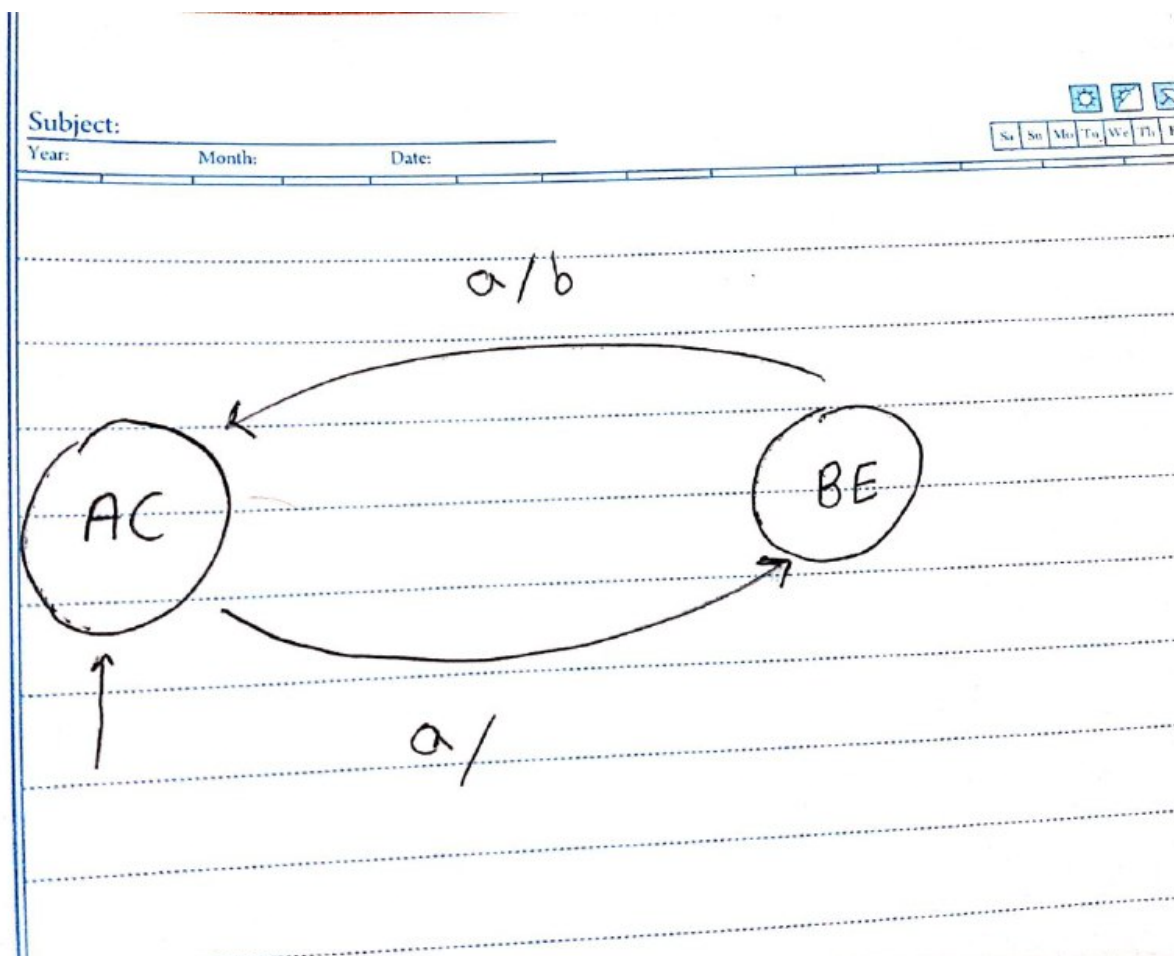 Subject:
Year: Month: Date:
Sa Su Mo Tu We Th
a/b
AC
BE
a/